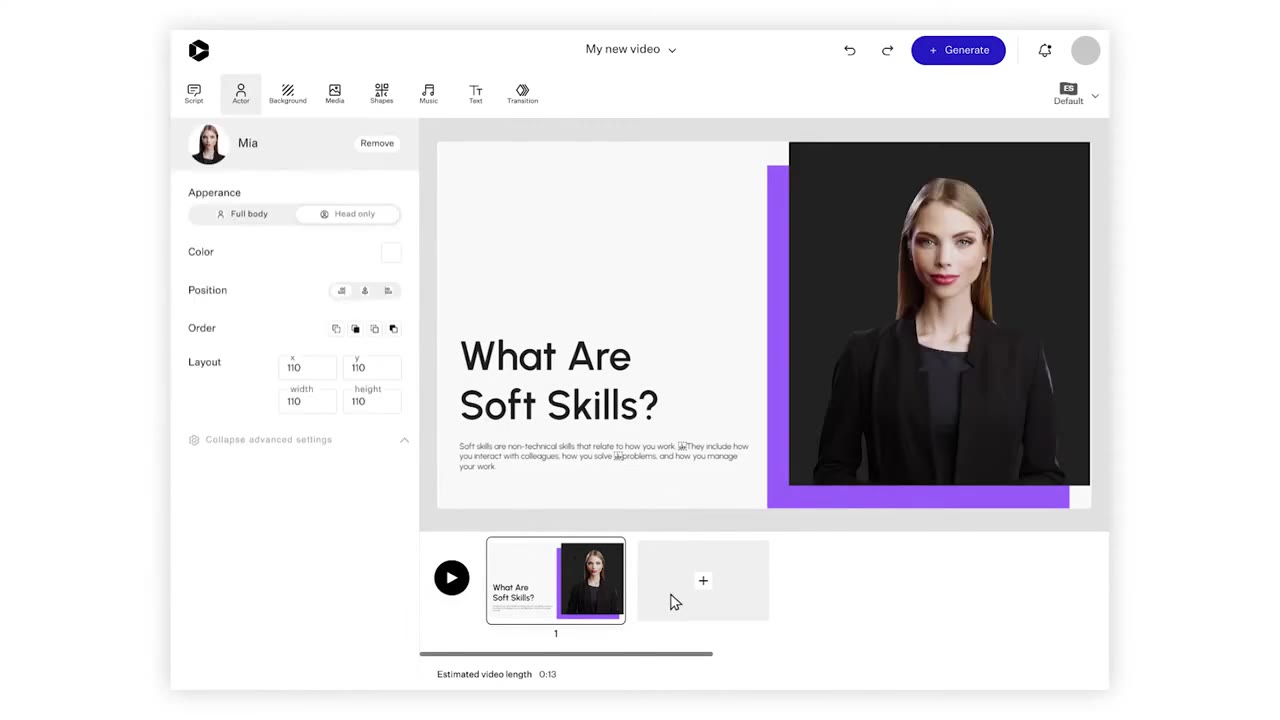 My new video
+ Generate
Script
Actor
Background
Media
Shapes
Music
Text
Transition
ES
Default
Mia
Remove
Apperance
Full body
Head only
Color
Position
Order
Layout
x
110
y
110
width
110
height
110
Collapse advanced settings
What Are
Soft Skills?
Soft skills are non-technical skills that relate to how you work. They include how
you interact with colleagues, how you solve problems, and how you manage
your work.
What Are
Soft Skills?
1
Estimated video length 0:13